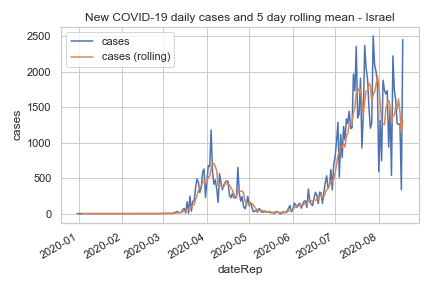 New COVID-19 daily cases and 5 day rolling mean - Israel
cases
cases (rolling)
2500
2000
1500
1000
500
0
cases
2020-01
2020-02
2020-03
2020-04
2020-05
2020-06
2020-07
2020-08
dateRep